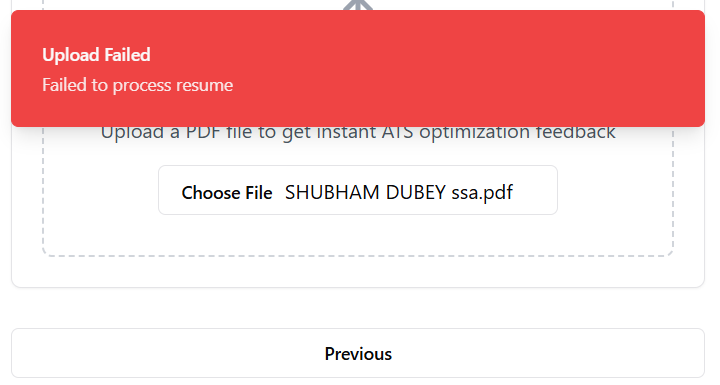 Upload Failed
Failed to process resume
Upload a PDF file to get instant ATS optimization feedback
Choose File SHUBHAM DUBEY ssa.pdf
Previous